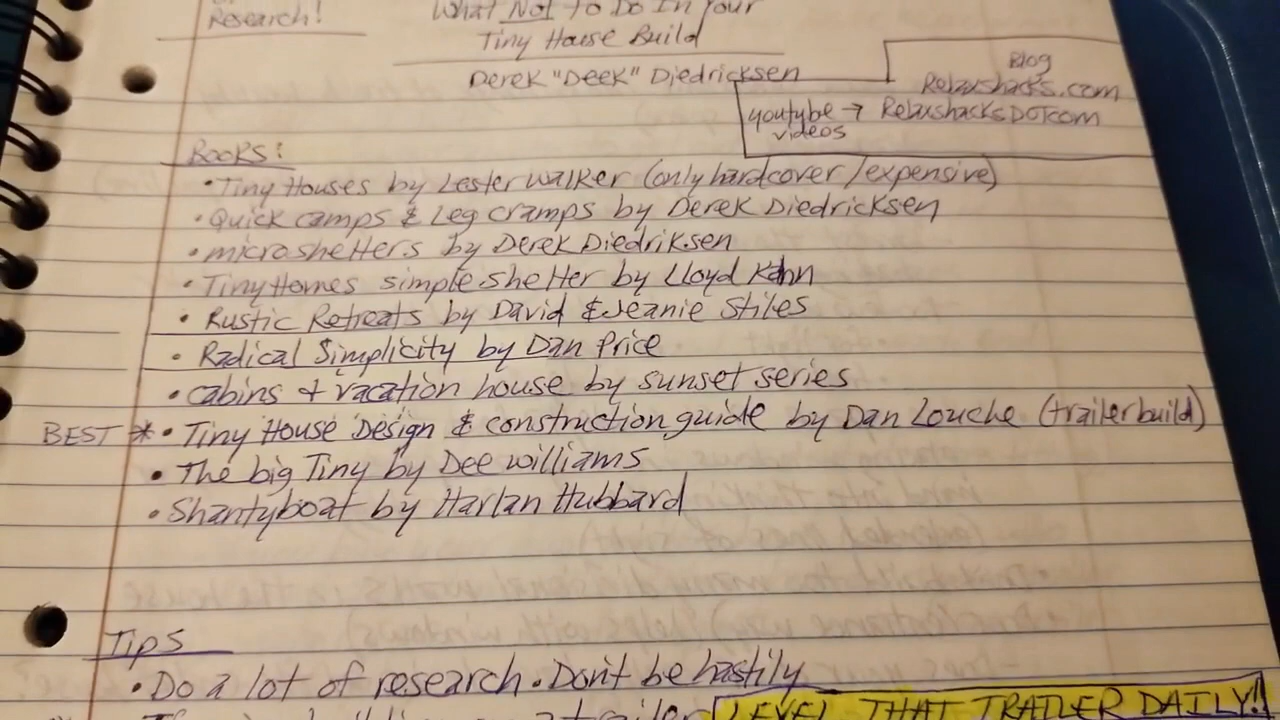 Research!
What Not To Do In Your
Tiny House Build
Derek "Deek" Diedricksen
Blog
Relaxshacks.com
youtube → RelaxshacksDOTcom
videos
Books:
• Tiny Houses by Lester Walker (only hardcover/expensive)
• Quick camps & Leg cramps by Derek Diedricksen
• microshelters by Derek Diedriksen
• Tiny Homes simple shelter by Lloyd Kahn
• Rustic Retreats by David & Jeanie Stiles
• Radical Simplicity by Dan Price
• cabins & vacation house by sunset series
BEST * • Tiny House Design & construction guide by Dan Louche (trailer build)
• The big Tiny by Dee Williams
• Shantyboat by Harlan Hubbard
Tips
• Do a lot of research. Don't be hastily
a trailer LEVEL THAT TRAILER DAILY!!